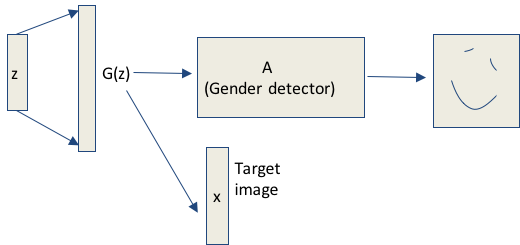 z
G(z)
A
(Gender detector)
x
Target
image